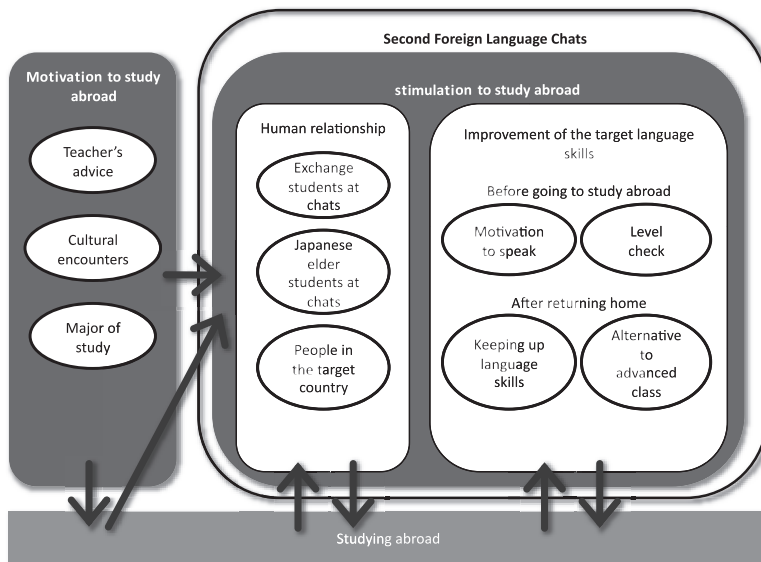 Second Foreign Language Chats
Motivation to study
abroad
Teacher's
advice
Cultural
encounters
Major of
study
stimulation to study abroad
Human relationship
Exchange
students at
chats
Japanese
elder
students at
chats
People in
the target
country
Improvement of the target language
skills
Before going to study abroad
Motivation
to speak
Level
check
After returning home
Keeping up
language
skills
Alternative
to
advanced
class
Studying abroad